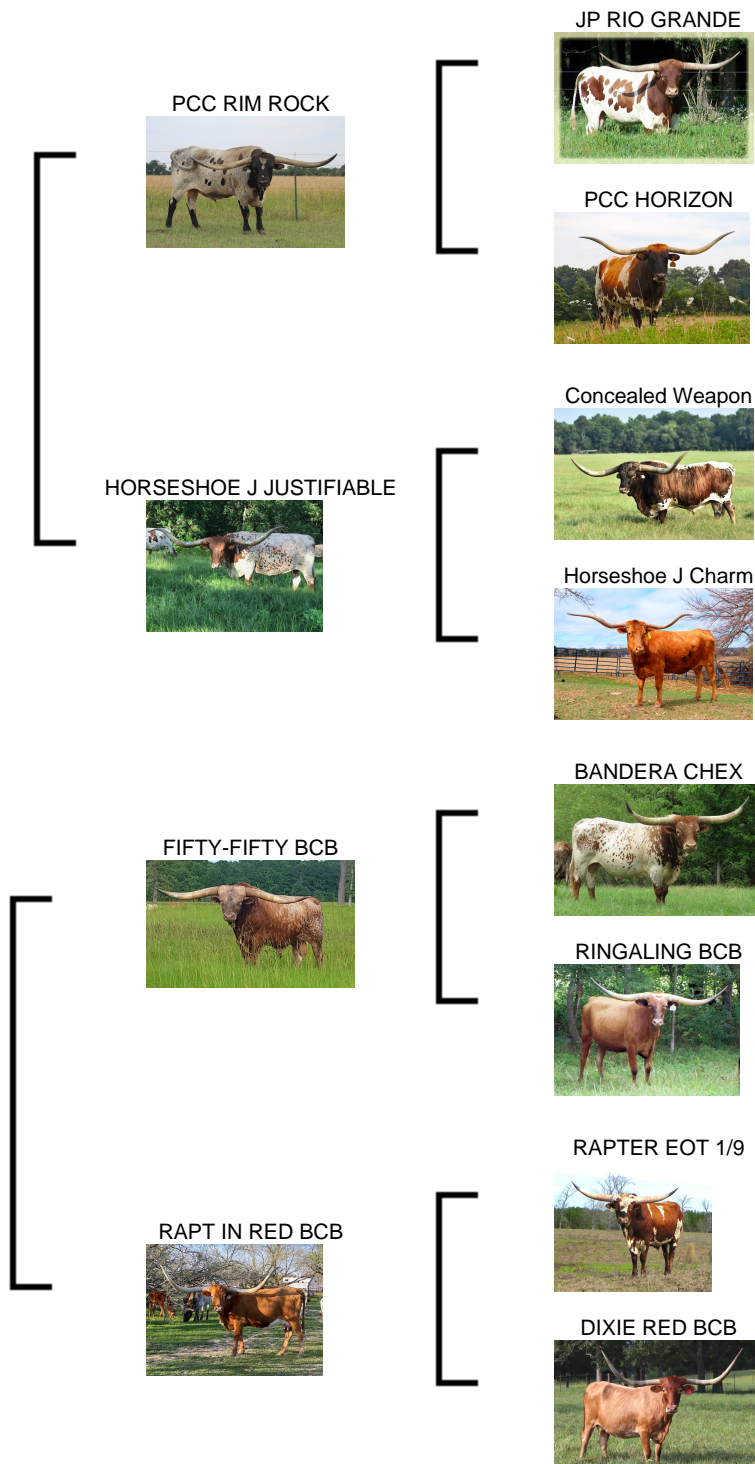 JP RIO GRANDE
PCC RIM ROCK
PCC HORIZON
Concealed Weapon
HORSESHOE J JUSTIFIABLE
Horseshoe J Charm
BANDERA CHEX
FIFTY-FIFTY BCB
RINGALING BCB
RAPTER EOT 1/9
RAPT IN RED BCB
DIXIE RED BCB